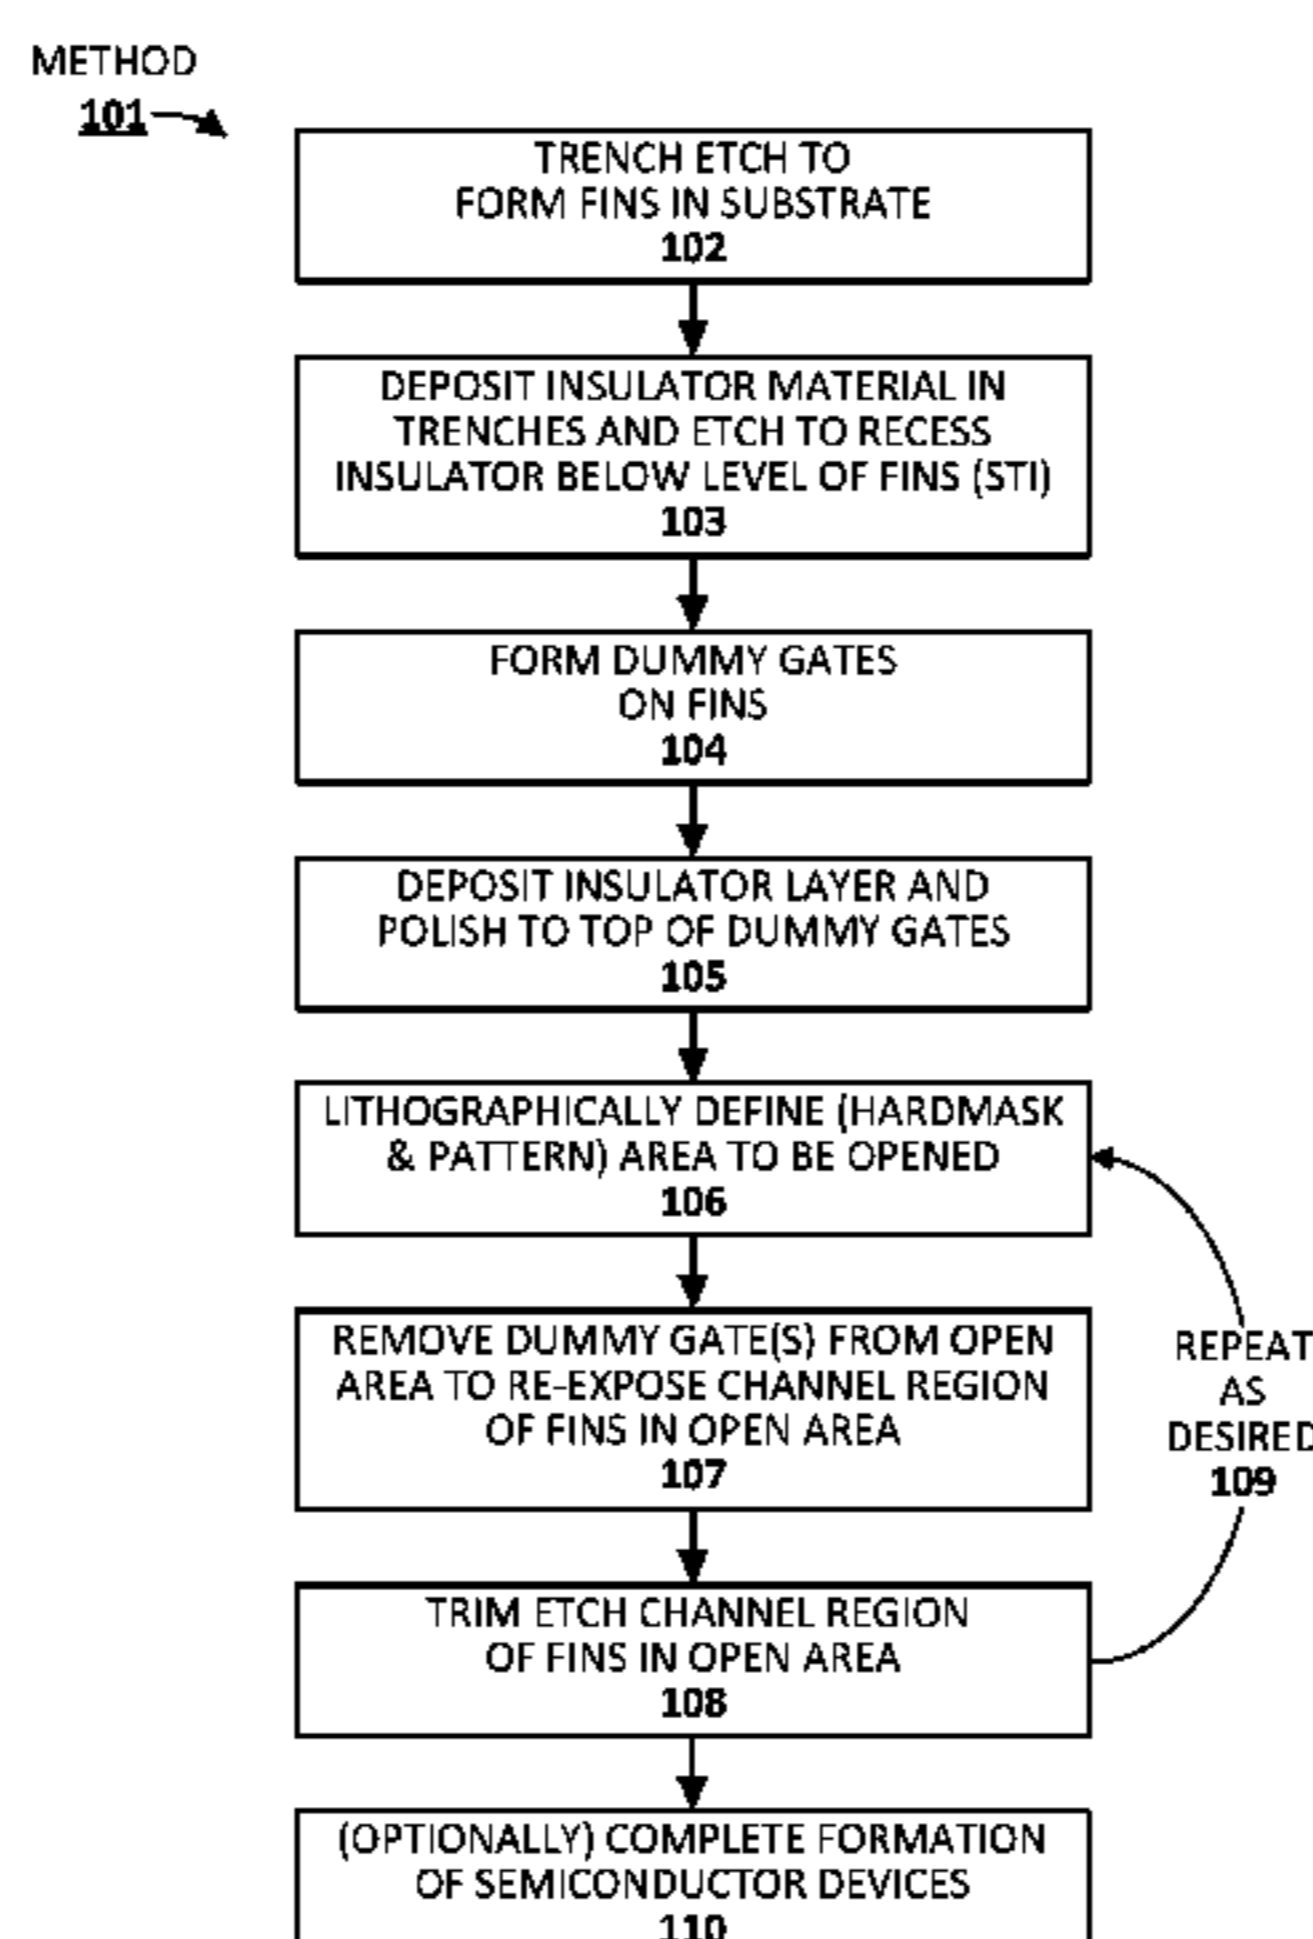 METHOD
101
TRENCH ETCH TO
FORM FINS IN SUBSTRATE
102
DEPOSIT INSULATOR MATERIAL IN
TRENCHES AND ETCH TO RECESS
INSULATOR BELOW LEVEL OF FINS (STI)
103
FORM DUMMY GATES
ON FINS
104
DEPOSIT INSULATOR LAYER AND
POLISH TO TOP OF DUMMY GATES
105
LITHOGRAPHICALLY DEFINE (HARDMASK
& PATTERN) AREA TO BE OPENED
106
REMOVE DUMMY GATE(S) FROM OPEN
AREA TO RE-EXPOSE CHANNEL REGION
OF FINS IN OPEN AREA
107
REPEAT
AS
DESIRED
109
TRIM ETCH CHANNEL REGION
OF FINS IN OPEN AREA
108
(OPTIONALLY) COMPLETE FORMATION
OF SEMICONDUCTOR DEVICES
110